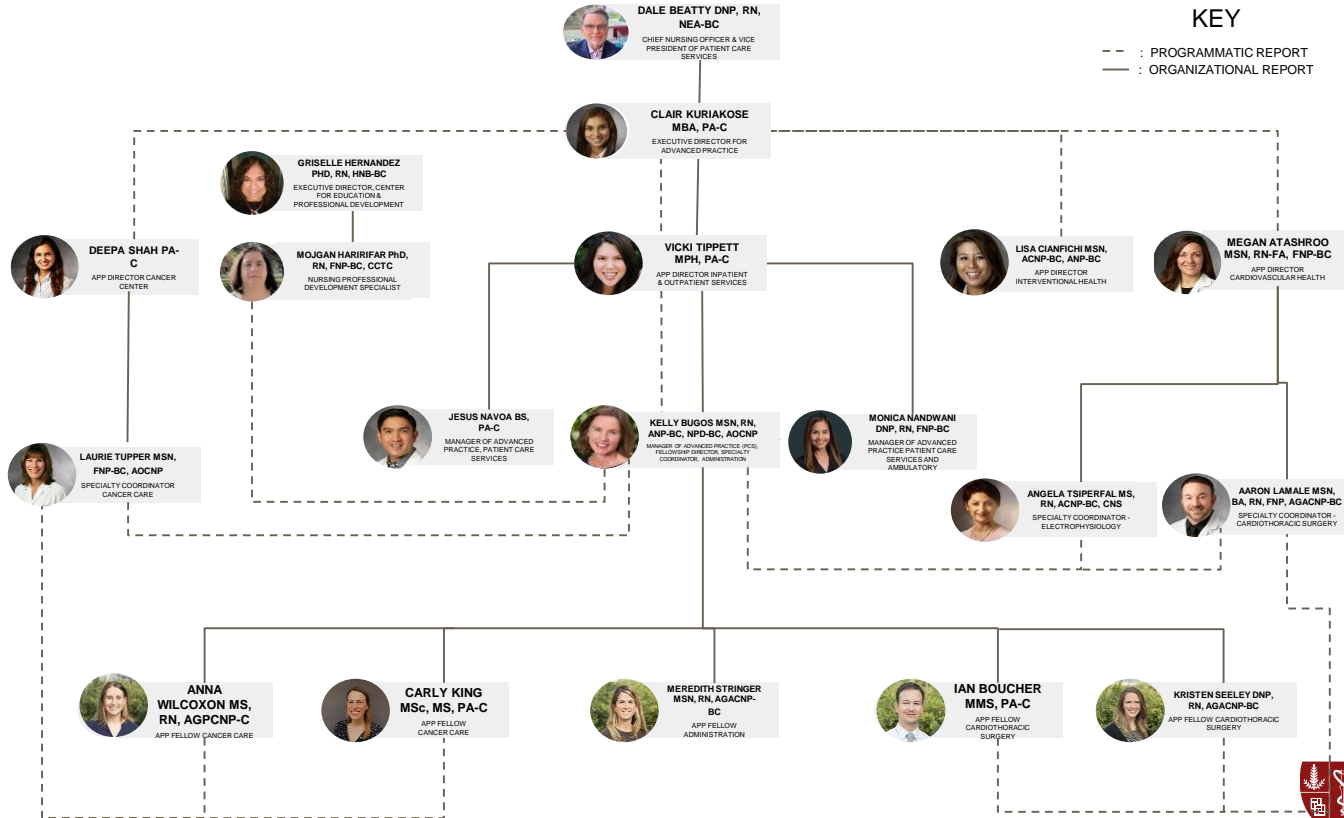 DALE BEATTY DNP, RN,
NEA-BC
CHIEF NURSING OFFICER & VICE
PRESIDENT OF PATIENT CARE
SERVICES
KEY
: PROGRAMMATIC REPORT
: ORGANIZATIONAL REPORT
CLAIR KURIAKOSE
MBA, PA-C
EXECUTIVE DIRECTOR FOR
ADVANCED PRACTICE
GRISELLE HERNANDEZ
PHD, RN, HNB-BC
EXECUTIVE DIRECTOR, CENTER
FOR EDUCATION &
PROFESSIONAL DEVELOPMENT
DEEPA SHAH PA-
C
APP DIRECTOR CANCER
CENTER
MOJGAN HARIRIFAR PhD,
RN, FNP-BC, CCTC
NURSING PROFESSIONAL
DEVELOPMENT SPECIALIST
VICKI TIPPETT
MPH, PA-C
APP DIRECTOR INPATIENT
& OUTPATIENT SERVICES
LISA CIANFICHI MSN,
ACNP-BC, ANP-BC
APP DIRECTOR
INTERVENTIONAL HEALTH
MEGAN ATASHROO
MSN, RN-FA, FNP-BC
APP DIRECTOR
CARDIOVASCULAR HEALTH
JESUS NAVOA BS,
PA-C
MANAGER OF ADVANCED
PRACTICE, PATIENT CARE
SERVICES
KELLY BUGOS MSN, RN,
ANP-BC, NPD-BC, AOCNP
MANAGER OF ADVANCED PRACTICE (PCS),
FELLOWSHIP DIRECTOR, SPECIALTY
COORDINATOR, ADMINISTRATION
MONICA NANDWANI
DNP, RN, FNP-BC
MANAGER OF ADVANCED
PRACTICE PATIENT CARE
SERVICES AND
AMBULATORY
LAURIE TUPPER MSN,
FNP-BC, AOCNP
SPECIALTY COORDINATOR
CANCER CARE
ANGELA TSIPERFAL MS,
RN, ACNP-BC, CNS
SPECIALTY COORDINATOR -
ELECTROPHYSIOLOGY
AARON LAMALE MSN,
BA, RN, FNP, AGACNP-BC
SPECIALTY COORDINATOR -
CARDIOTHORACIC SURGERY
ANNA
WILCOXON MS,
RN, AGPCNP-C
APP FELLOW CANCER CARE
CARLY KING
MSc, MS, PA-C
APP FELLOW
CANCER CARE
MEREDITH STRINGER
MSN, RN, AGACNP-
BC
APP FELLOW
ADMINISTRATION
IAN BOUCHER
MMS, PA-C
APP FELLOW
CARDIOTHORACIC
SURGERY
KRISTEN SEELEY DNP,
RN, AGACNP-BC
APP FELLOW CARDIOTHORACIC
SURGERY